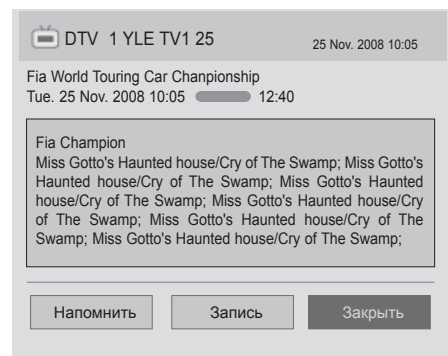 DTV 1 YLE TV1 25 25 Nov. 2008 10:05
Fia World Touring Car Chanpionship
Tue. 25 Nov. 2008 10:05 12:40
Fia Champion
Miss Gotto's Haunted house/Cry of The Swamp; Miss Gotto's
Haunted house/Cry of The Swamp; Miss Gotto's Haunted
house/Cry of The Swamp; Miss Gotto's Haunted house/Cry
of The Swamp; Miss Gotto's Haunted house/Cry of The
Swamp; Miss Gotto's Haunted house/Cry of The Swamp;
Напомнить Запись Закрыть